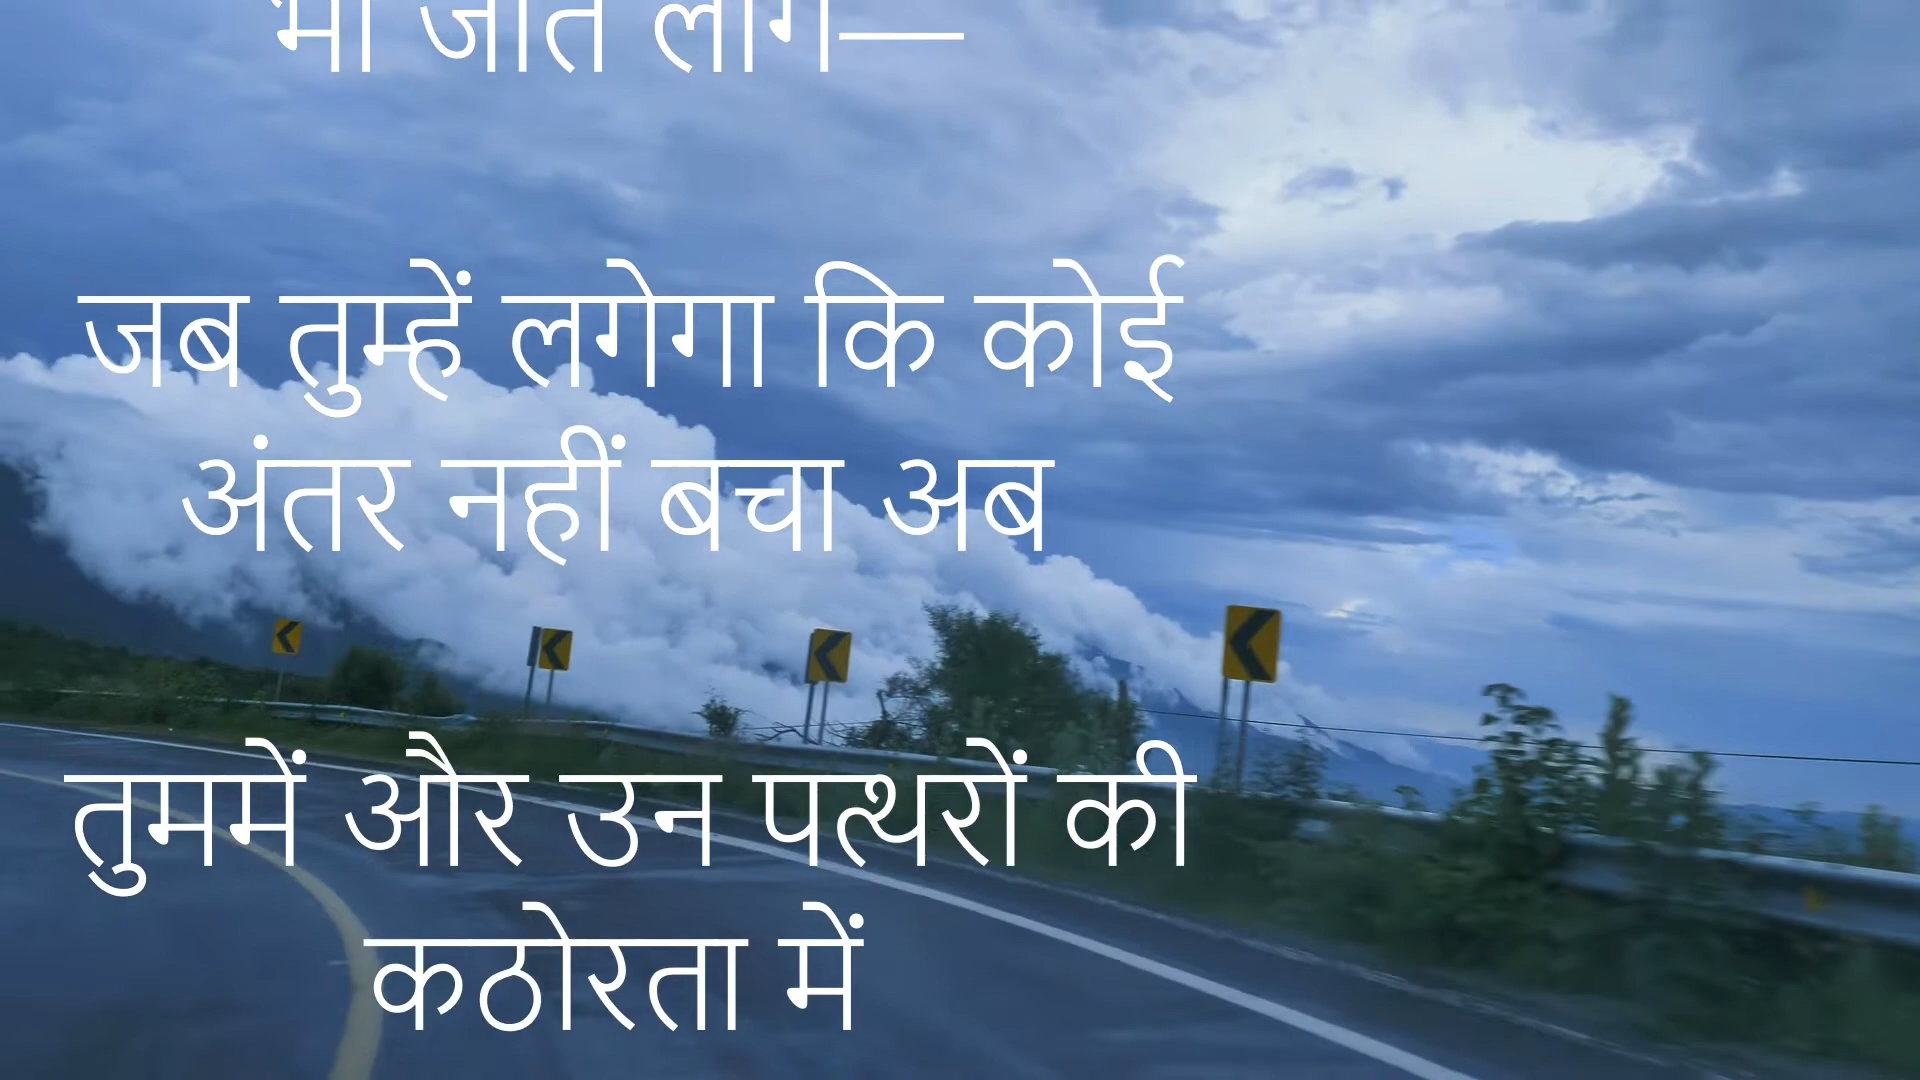 जब तुम्हें लगेगा कि कोई
अंतर नहीं बचा अब
तुममें और उन पत्थरों की
कठोरता में